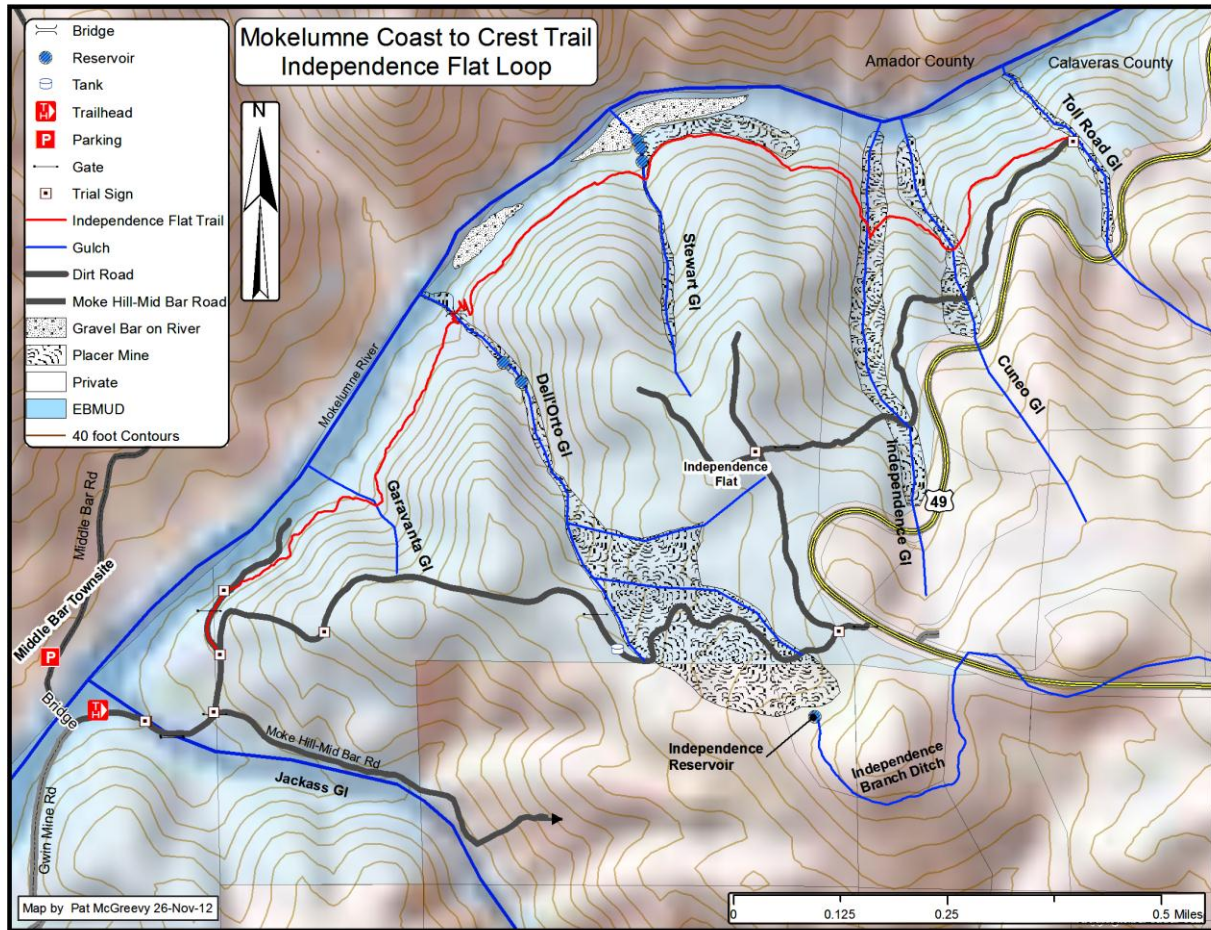 Bridge
Reservoir
Tank
Trailhead
Parking
Gate
Trial Sign
Independence Flat Trail
Gulch
Dirt Road
Moke Hill-Mid Bar Road
Gravel Bar on River
Placer Mine
Private
EBMUD
40 foot Contours
TH
P
Mokelumne Coast to Crest Trail
Independence Flat Loop
N
Amador County
Calaveras County
Toll Road Gl
Stewart Gl
Mokelumne River
Dell'Orto Gl
Cuneo Gl
Independence
Flat
Independence Gl
49
Garavanta Gl
Middle Bar Rd
Middle Bar Townsite
P
Bridge
TH
Moke Hill-Mid Bar Rd
Jackass Gl
Gwin Mine Rd
Independence
Reservoir
Independence
Branch Ditch
Map by Pat McGreevy 26-Nov-12
0
0.125
0.25
0.5 Miles